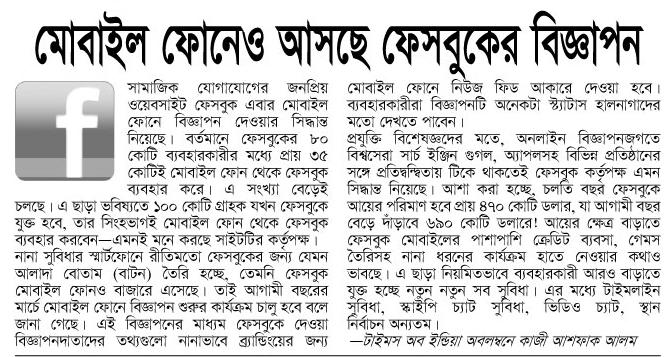 মোবাইল ফোনেও আসছে ফেসবুকের বিজ্ঞাপন
f
সামাজিক যোগাযোগের জনপ্রিয়
ওয়েবসাইট ফেসবুক এবার মোবাইল
ফোনে বিজ্ঞাপন দেওয়ার সিদ্ধান্ত
নিয়েছে। বর্তমানে ফেসবুকের ৮০
কোটি ব্যবহারকারীর মধ্যে প্রায় ৩৫
কোটিই মোবাইল ফোন থেকে ফেসবুক
ব্যবহার করে। এ সংখ্যা বেড়েই
চলছে। এ ছাড়া ভবিষ্যতে ১০০ কোটি গ্রাহক যখন ফেসবুকে
যুক্ত হবে, তার সিংহভাগই মোবাইল ফোন থেকে ফেসবুক
ব্যবহার করবেন—এমনই মনে করছে সাইটটির কর্তৃপক্ষ।
নানা সুবিধার স্মার্টফোনে রীতিমতো ফেসবুকের জন্য যেমন
আলাদা বোতাম (বাটন) তৈরি হচ্ছে, তেমনি ফেসবুক
মোবাইল ফোনও বাজারে এসেছে। তাই আগামী বছরের
মার্চে মোবাইল ফোনে বিজ্ঞাপন শুরুর কার্যক্রম চালু হবে বলে
জানা গেছে। এই বিজ্ঞাপনের মাধ্যম ফেসবুকে দেওয়া
বিজ্ঞাপনদাতাদের তথ্যগুলো নানাভাবে ব্র্যান্ডিংয়ের জন্য
মোবাইল ফোনে নিউজ ফিড আকারে দেওয়া হবে।
ব্যবহারকারীরা বিজ্ঞাপনটি অনেকটা স্ট্যাটাস হালনাগাদের
মতো দেখতে পাবেন।
প্রযুক্তি বিশেষজ্ঞদের মতে, অনলাইন বিজ্ঞাপনজগতে
বিশ্বসেরা সার্চ ইঞ্জিন গুগল, অ্যাপলসহ বিভিন্ন প্রতিষ্ঠানের
সঙ্গে প্রতিদ্বন্দ্বিতায় টিকে থাকতেই ফেসবুক কর্তৃপক্ষ এমন
সিদ্ধান্ত নিয়েছে। আশা করা হচ্ছে, চলতি বছর ফেসবুকে
আয়ের পরিমাণ হবে প্রায় ৪৭০ কোটি ডলার, যা আগামী বছর
বেড়ে দাঁড়াবে ৬৯০ কোটি ডলারে! আয়ের ক্ষেত্র বাড়াতে
ফেসবুক মোবাইলের পাশাপাশি ক্রেডিট ব্যবসা, গেমস
তৈরিসহ নানা ধরনের কার্যক্রম হাতে নেওয়ার কথাও
ভাবছে। এ ছাড়া নিয়মিতভাবে ব্যবহারকারী আরও বাড়াতে
যুক্ত হচ্ছে নতুন নতুন সব সুবিধা। এর মধ্যে টাইমলাইন
সুবিধা, স্কাইপি চ্যাট সুবিধা, ভিডিও চ্যাট, স্থান
নির্বাচন অন্যতম।
—টাইমস অব ইন্ডিয়া অবলম্বনে কাজী আশফাক আলম